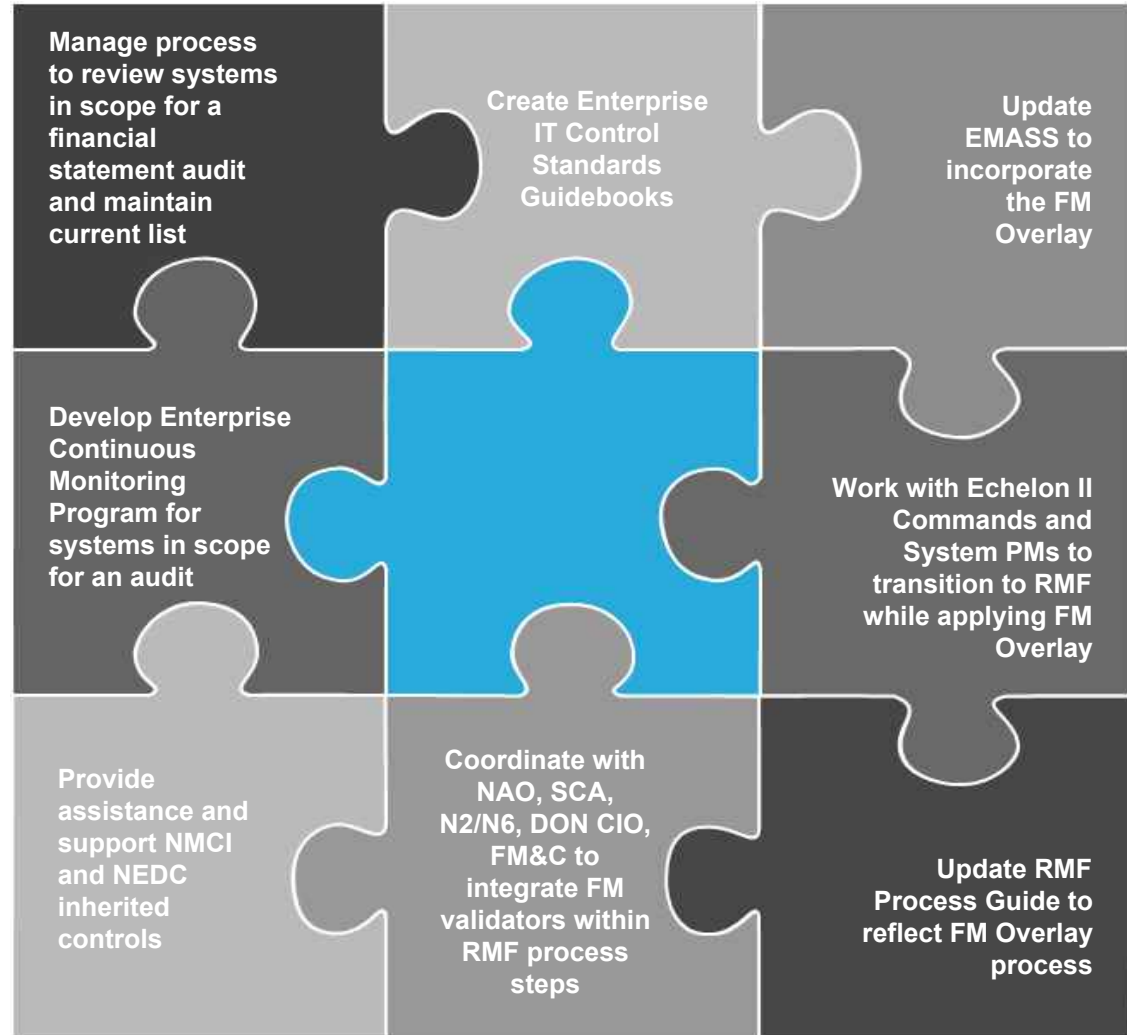 Manage process
to review systems
in scope for a
financial
statement audit
and maintain
current list
Create Enterprise
IT Control
Standards
Guidebooks
Update
EMASS to
incorporate
the FM
Overlay
Develop Enterprise
Continuous
Monitoring
Program for
systems in scope
for an audit
Work with Echelon II
Commands and
System PMs to
transition to RMF
while applying FM
Overlay
Provide
assistance and
support NMCI
and NEDC
inherited
controls
Coordinate with
NAO, SCA,
N2/N6, DON CIO,
FM&C to
integrate FM
validators within
RMF process
steps
Update RMF
Process Guide to
reflect FM Overlay
process